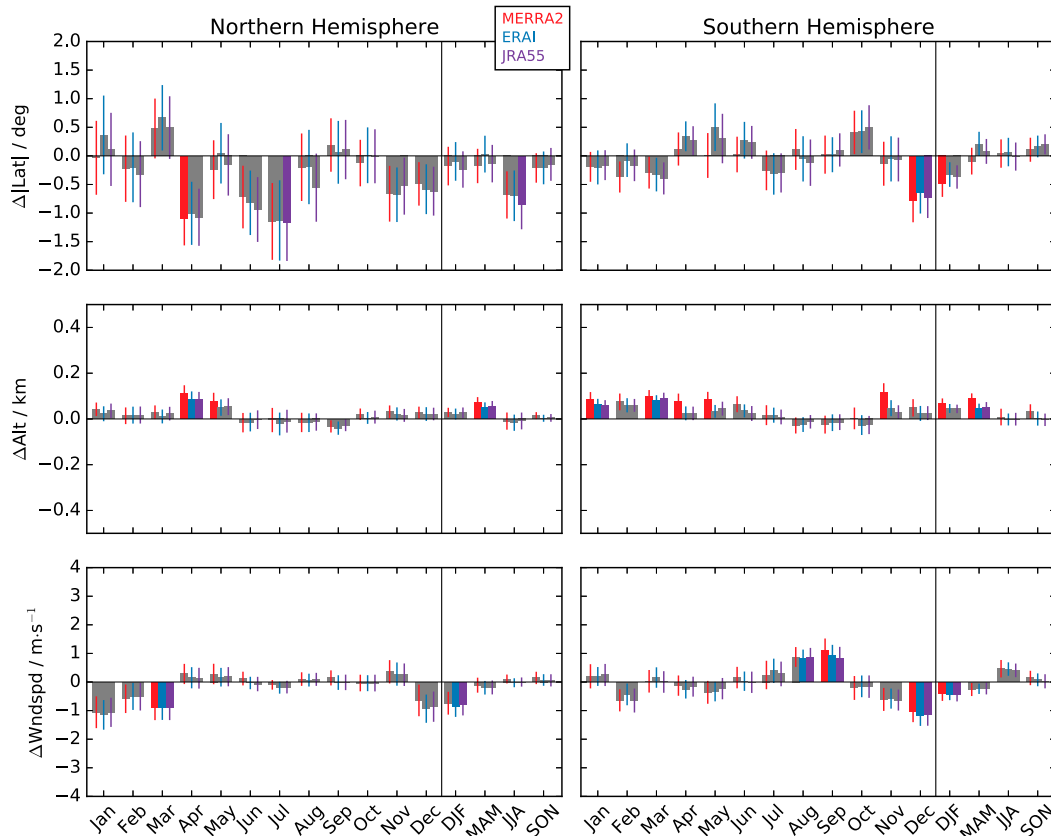 Northern Hemisphere
MERRA2
ERAI
JRA55
Southern Hemisphere
Δ|Lat| / deg
2.0
1.5
1.0
0.5
0.0
−0.5
−1.0
−1.5
−2.0
ΔAlt / km
0.4
0.2
0.0
−0.2
−0.4
ΔWndspd / m·s⁻¹
4
3
2
1
0
−1
−2
−3
−4
Jan Feb Mar Apr May Jun Jul Aug Sep Oct Nov Dec DJF MAM JJA SON
Jan Feb Mar Apr May Jun Jul Aug Sep Oct Nov Dec DJF MAM JJA SON